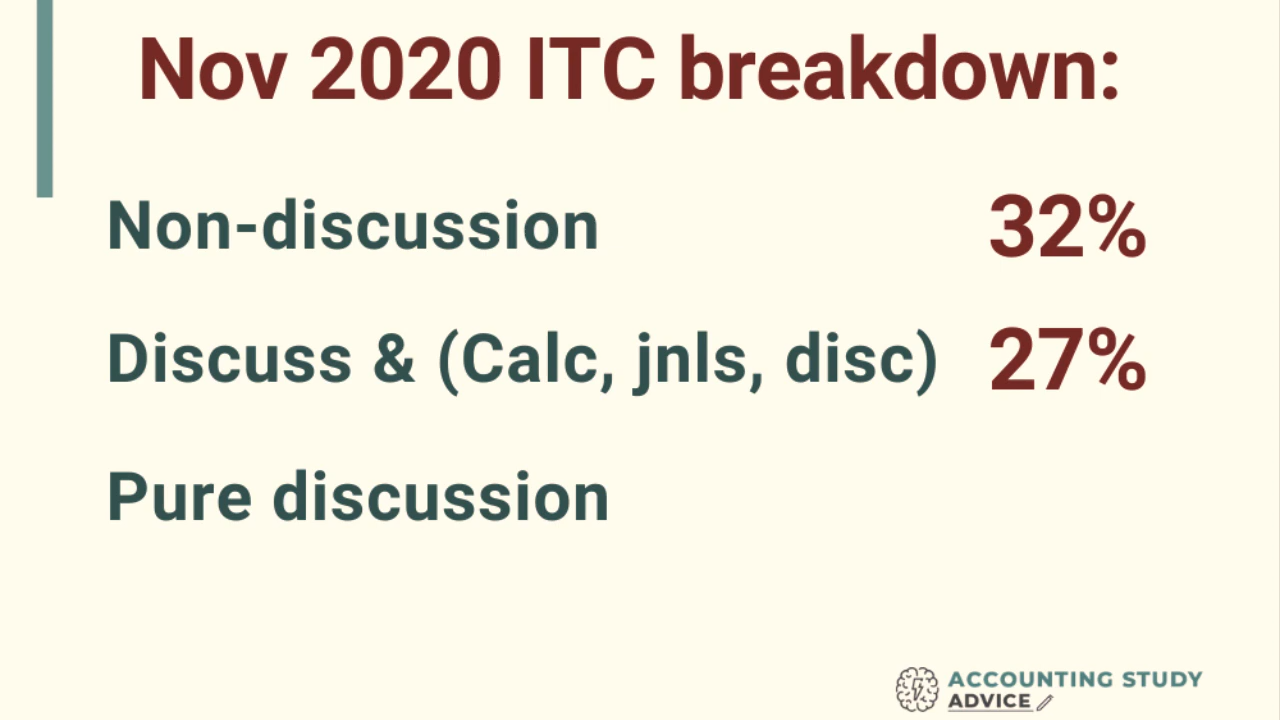 Nov 2020 ITC breakdown:
Non-discussion 32%
Discuss & (Calc, jnls, disc) 27%
Pure discussion
ACCOUNTING STUDY
ADVICE